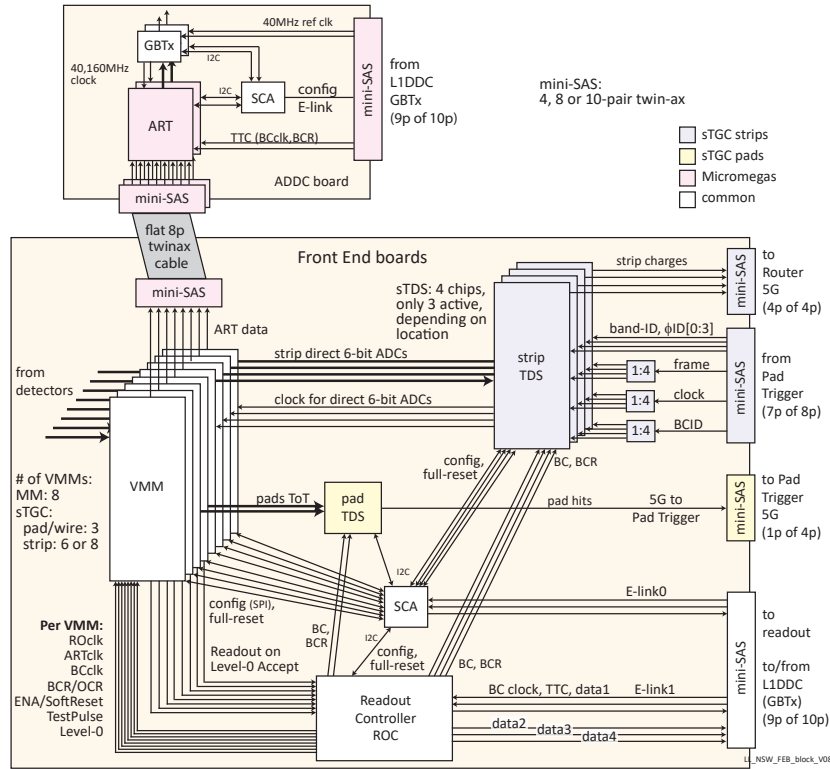 40MHz ref clk
GBTx
I2C
40,160MHz
clock
I2C
SCA
config
E-link
mini-SAS
from
L1DDC
GBTx
(9p of 10p)
ART
TTC (BCclk,BCR)
ADDC board
mini-SAS
mini-SAS:
4, 8 or 10-pair twin-ax
sTGC strips
sTGC pads
Micromegas
common
flat 8p
twinax
cable
Front End boards
mini-SAS
ART data
sTDS: 4 chips,
only 3 active,
depending on
location
strip charges
mini-SAS
to
Router
5G
(4p of 4p)
band-ID, ϕID[0:3]
frame
1:4
clock
1:4
BCID
1:4
mini-SAS
from
Pad
Trigger
(7p of 8p)
strip
TDS
strip direct 6-bit ADCs
clock for direct 6-bit ADCs
from
detectors
VMM
# of VMMs:
MM: 8
sTGC:
pad/wire: 3
strip: 6 or 8
config,
full-reset
BC, BCR
pads ToT
pad
TDS
pad hits
5G to
Pad Trigger
mini-SAS
to Pad
Trigger
5G
(1p of 4p)
I2C
SCA
E-link0
config (SPI),
full-reset
BC,
BCR
I2C
config,
full-reset
BC, BCR
Per VMM:
ROclk
ARTclk
BCclk
BCR/OCR
ENA/SoftReset
TestPulse
Level-0
Readout on
Level-0 Accept
Readout
Controller
ROC
BC clock, TTC, data1
E-link1
data2
data3
data4
mini-SAS
to
readout
to/from
L1DDC
(GBTx)
(9p of 10p)
LL_NSW_FEB_block_V08